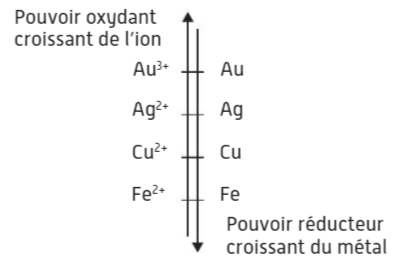 Pouvoir oxydant
croissant de l'ion
Au³⁺ Au
Ag²⁺ Ag
Cu²⁺ Cu
Fe²⁺ Fe
Pouvoir réducteur
croissant du métal